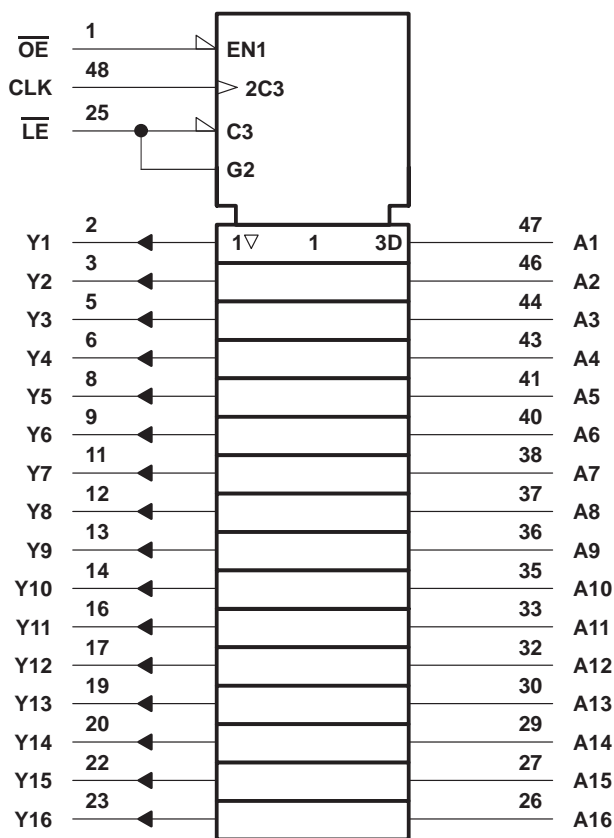 OE 1 EN1
CLK 48 2C3
LE 25 C3
G2
Y1 2 1▽ 1 3D 47 A1
Y2 3 46 A2
Y3 5 44 A3
Y4 6 43 A4
Y5 8 41 A5
Y6 9 40 A6
Y7 11 38 A7
Y8 12 37 A8
Y9 13 36 A9
Y10 14 35 A10
Y11 16 33 A11
Y12 17 32 A12
Y13 19 30 A13
Y14 20 29 A14
Y15 22 27 A15
Y16 23 26 A16